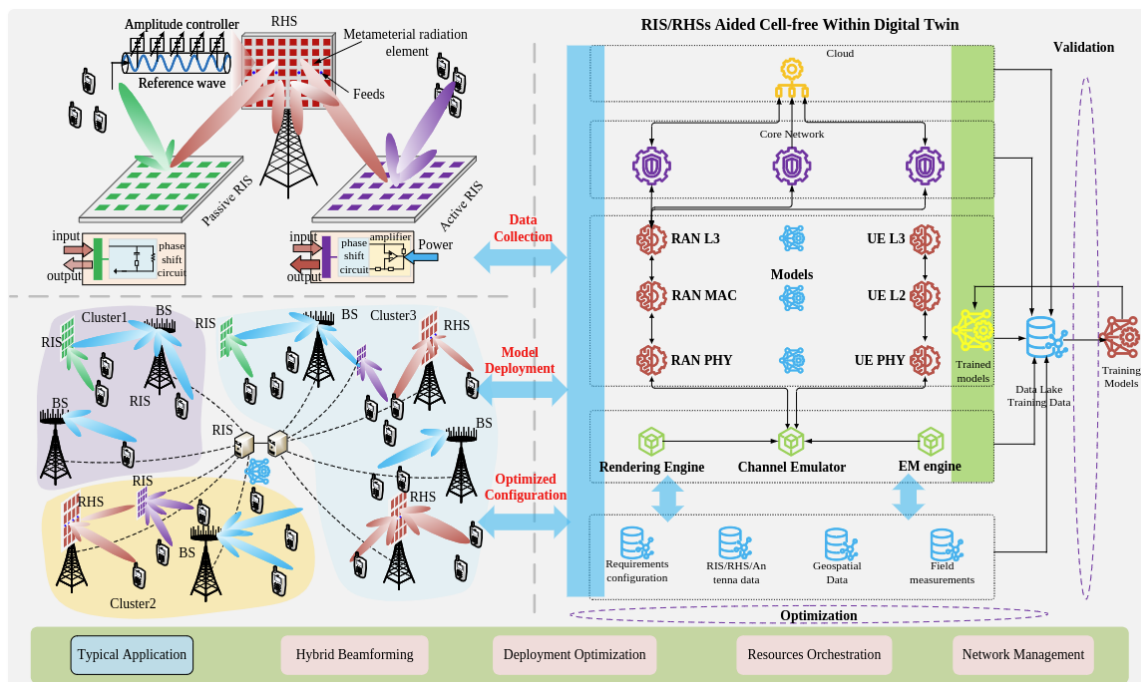 RIS/RHSs Aided Cell-free Within Digital Twin
Amplitude controller
RHS
Metameterial radiation
element
Reference wave
Feeds
Passive RIS
Active RIS
input
output
phase
shift
circuit
input
output
phase
shift
circuit
amplifier
Power
Data
Collection
Model
Deployment
Optimized
Configuration
Cluster1
BS
RIS
RIS
BS
RIS
BS
Cluster3
RHS
BS
RIS
RHS
RIS
BS
Cluster2
RHS
Cloud
Core Network
RAN L3
UE L3
Models
RAN MAC
UE L2
RAN PHY
UE PHY
Rendering Engine
Channel Emulator
EM engine
Requirements
configuration
RIS/RHS/An
tenna data
Geospatial
Data
Field
measurements
Validation
Trained
models
Data Lake
Training Data
Training
Models
Optimization
Typical Application
Hybrid Beamforming
Deployment Optimization
Resources Orchestration
Network Management